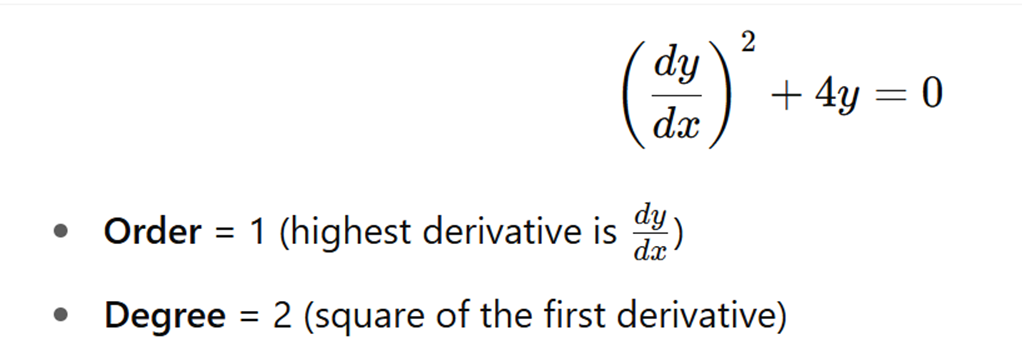 (dy/dx)² + 4y = 0
• Order = 1 (highest derivative is dy/dx)
• Degree = 2 (square of the first derivative)